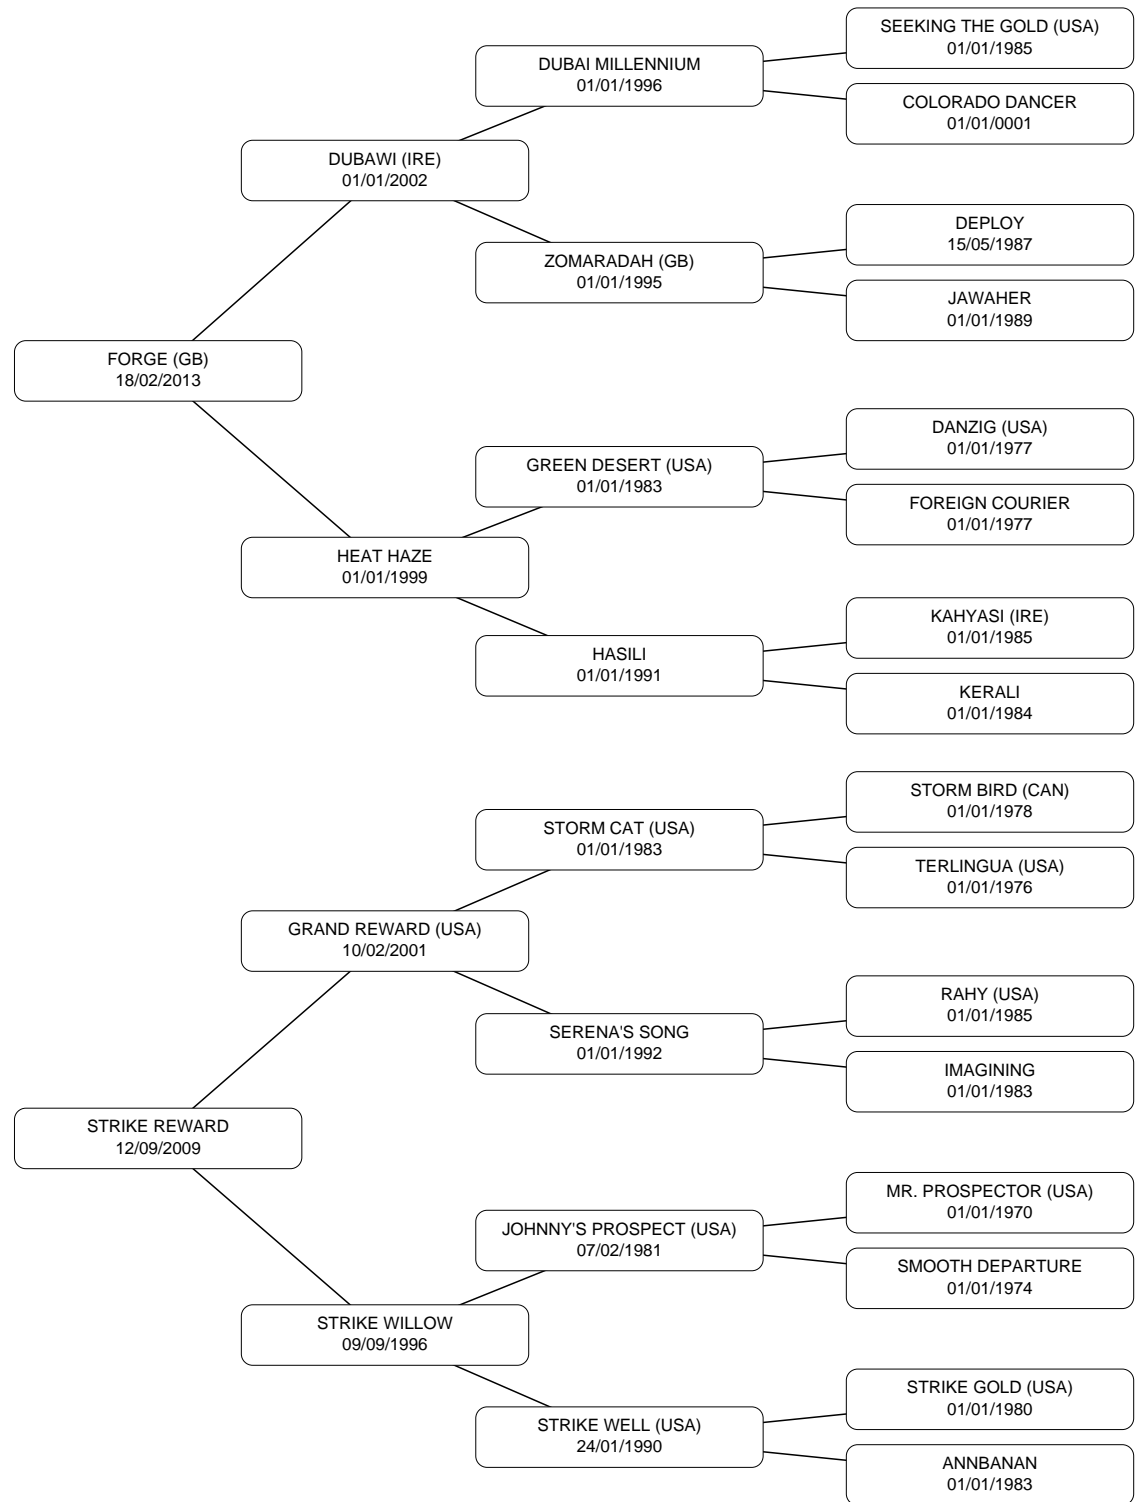 SEEKING THE GOLD (USA)
01/01/1985
DUBAI MILLENNIUM
01/01/1996
COLORADO DANCER
01/01/0001
DUBAWI (IRE)
01/01/2002
DEPLOY
15/05/1987
ZOMARADAH (GB)
01/01/1995
JAWAHER
01/01/1989
FORGE (GB)
18/02/2013
DANZIG (USA)
01/01/1977
GREEN DESERT (USA)
01/01/1983
FOREIGN COURIER
01/01/1977
HEAT HAZE
01/01/1999
KAHYASI (IRE)
01/01/1985
HASILI
01/01/1991
KERALI
01/01/1984
STORM BIRD (CAN)
01/01/1978
STORM CAT (USA)
01/01/1983
TERLINGUA (USA)
01/01/1976
GRAND REWARD (USA)
10/02/2001
RAHY (USA)
01/01/1985
SERENA'S SONG
01/01/1992
IMAGINING
01/01/1983
STRIKE REWARD
12/09/2009
MR. PROSPECTOR (USA)
01/01/1970
JOHNNY'S PROSPECT (USA)
07/02/1981
SMOOTH DEPARTURE
01/01/1974
STRIKE WILLOW
09/09/1996
STRIKE GOLD (USA)
01/01/1980
STRIKE WELL (USA)
24/01/1990
ANNBANAN
01/01/1983